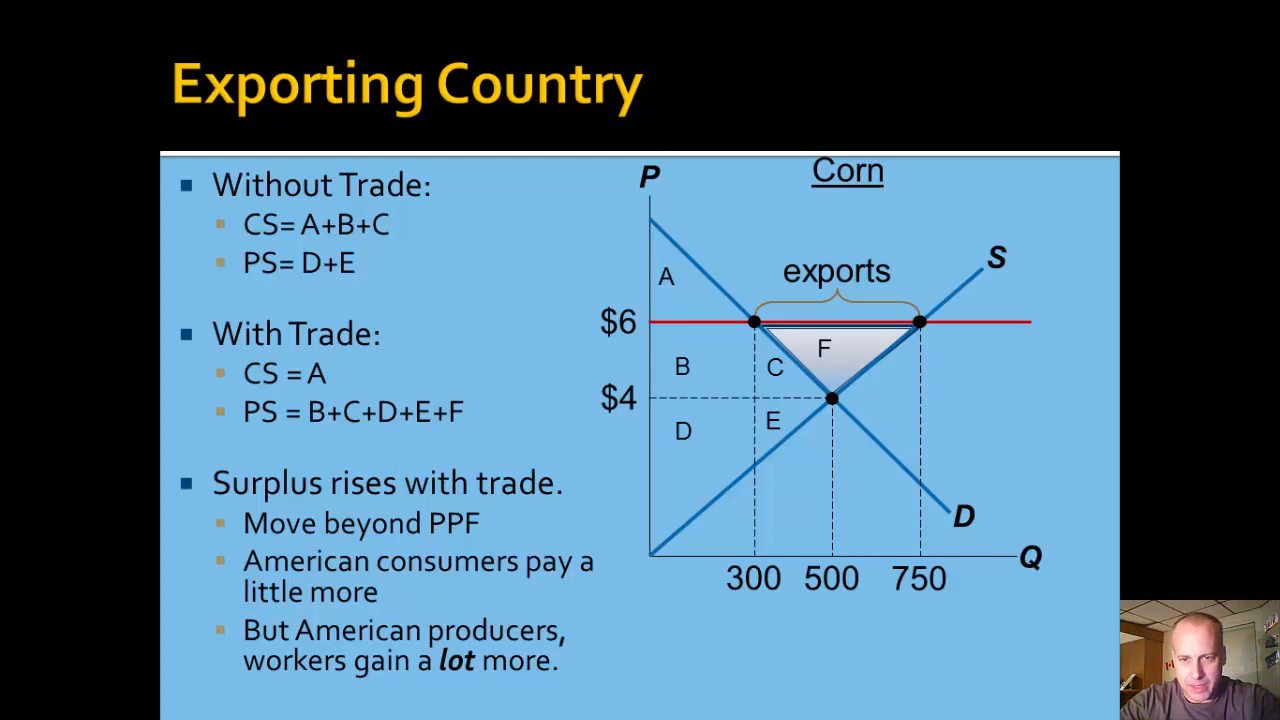 Exporting Country
Without Trade:
CS= A+B+C
PS= D+E
With Trade:
CS = A
PS = B+C+D+E+F
Surplus rises with trade.
Move beyond PPF
American consumers pay a
little more
But American producers,
workers gain a lot more.
Corn
P
S
exports
A
$6
F
B
C
$4
E
D
D
Q
300 500 750